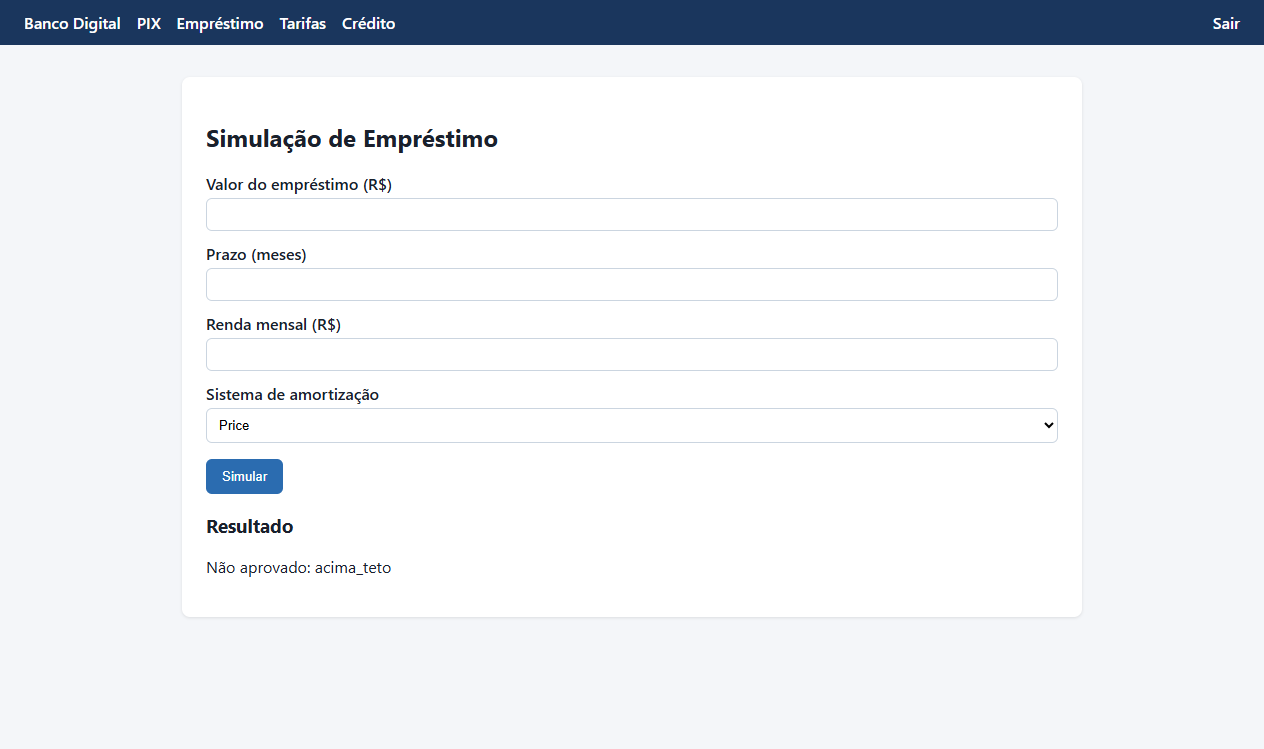 Banco Digital PIX Empréstimo Tarifas Crédito Sair
Simulação de Empréstimo
Valor do empréstimo (R$)
Prazo (meses)
Renda mensal (R$)
Sistema de amortização
Price
Simular
Resultado
Não aprovado: acima_teto